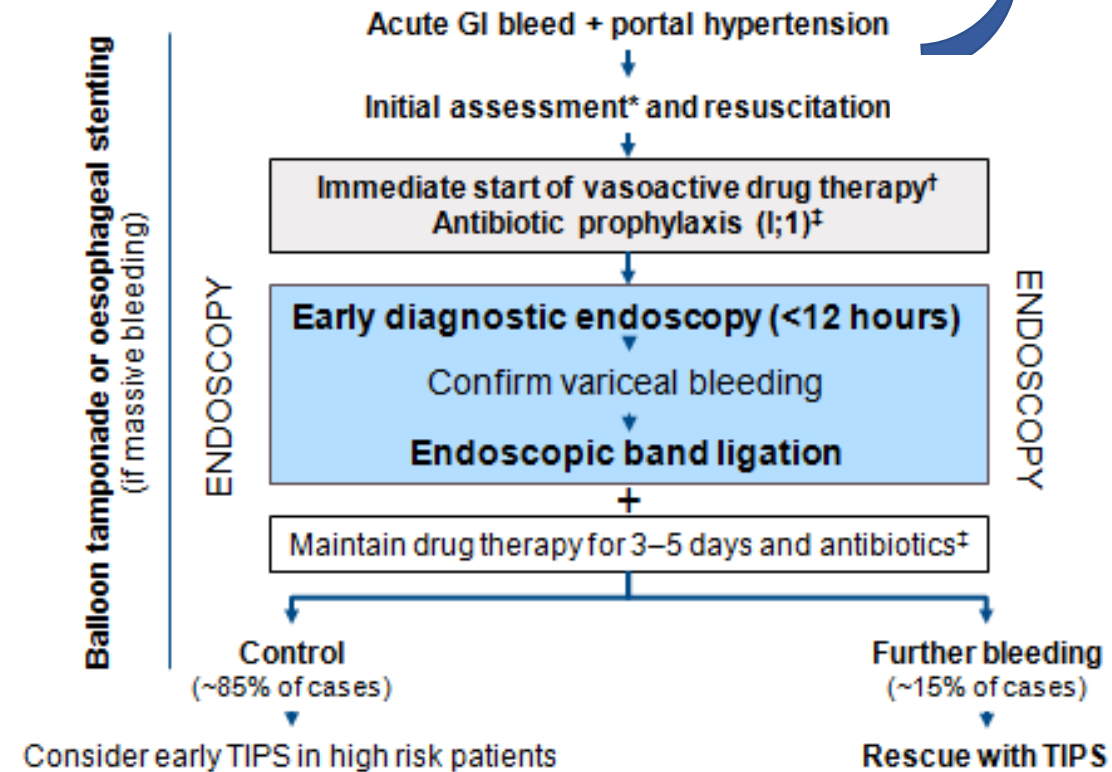 Acute GI bleed + portal hypertension
Initial assessment* and resuscitation
Immediate start of vasoactive drug therapy†
Antibiotic prophylaxis (I;1)‡
Balloon tamponade or oesophageal stenting
(if massive bleeding)
ENDOSCOPY
Early diagnostic endoscopy (<12 hours)
Confirm variceal bleeding
Endoscopic band ligation
ENDOSCOPY
+
Maintain drug therapy for 3–5 days and antibiotics‡
Control
(~85% of cases)
Consider early TIPS in high risk patients
Further bleeding
(~15% of cases)
Rescue with TIPS